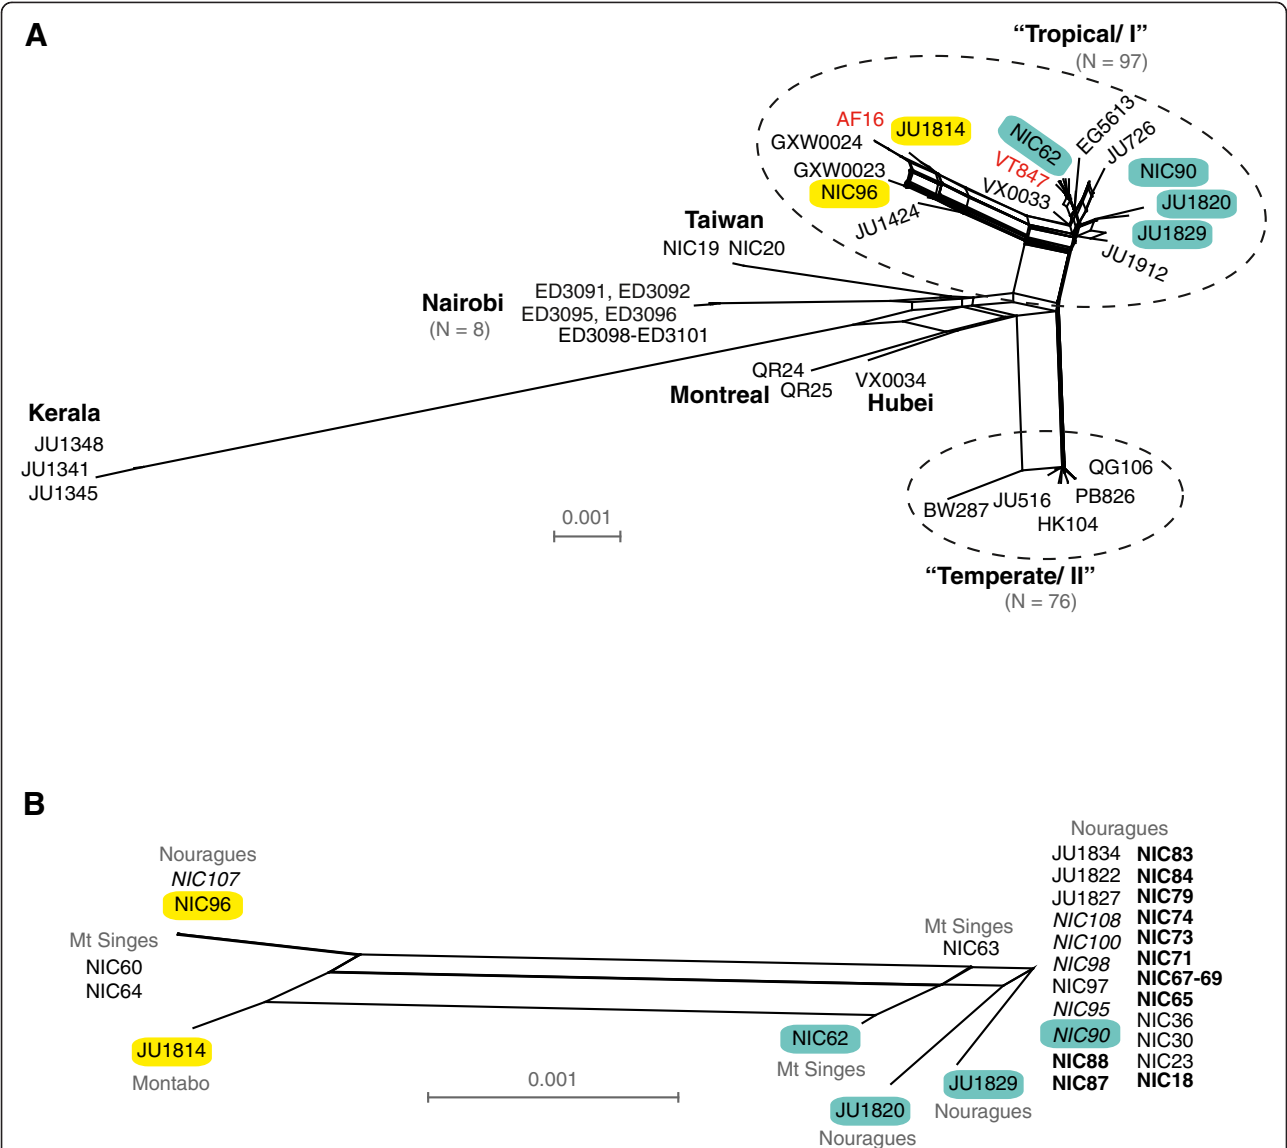 A
“Tropical/ I”
(N = 97)
AF16
JU1814
GXW0024
GXW0023
NIC96
JU1424
NIC62
VT847
VX0033
EG5613
JU726
NIC90
JU1820
JU1829
JU1912
Taiwan
NIC19 NIC20
Nairobi
(N = 8)
ED3091, ED3092
ED3095, ED3096
ED3098-ED3101
QR24
Montreal QR25
VX0034
Hubei
Kerala
JU1348
JU1341
JU1345
0.001
QG106
BW287 JU516 PB826
HK104
“Temperate/ II”
(N = 76)
B
Nouragues
NIC107
NIC96
Mt Singes
NIC60
NIC64
JU1814
Montabo
0.001
Mt Singes
NIC63
NIC62
Mt Singes
JU1820
Nouragues
JU1829
Nouragues
Nouragues
JU1834 NIC83
JU1822 NIC84
JU1827 NIC79
NIC108 NIC74
NIC100 NIC73
NIC98 NIC71
NIC97 NIC67-69
NIC95 NIC65
NIC90 NIC36
NIC30
NIC88 NIC23
NIC87 NIC18